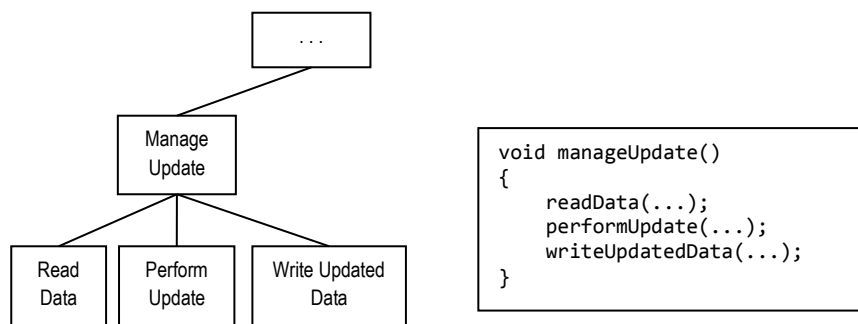 . . .
Manage
Update
Read
Data
Perform
Update
Write Updated
Data
void manageUpdate()
{
    readData(...);
    performUpdate(...);
    writeUpdatedData(...);
}